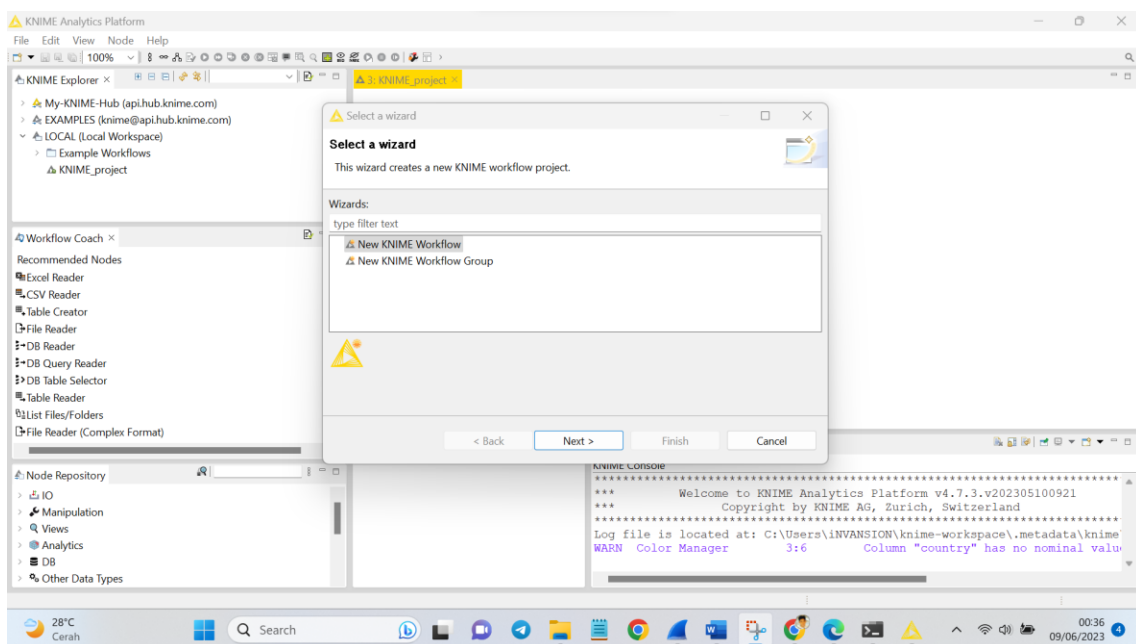 KNIME Analytics Platform
File Edit View Node Help
100%
KNIME Explorer
3: KNIME_project
My-KNIME-Hub (api.hub.knime.com)
EXAMPLES (knime@api.hub.knime.com)
LOCAL (Local Workspace)
Example Workflows
KNIME_project
Select a wizard
Select a wizard
This wizard creates a new KNIME workflow project.
Wizards:
type filter text
New KNIME Workflow
New KNIME Workflow Group
< Back Next > Finish Cancel
Workflow Coach
Recommended Nodes
Excel Reader
CSV Reader
Table Creator
File Reader
DB Reader
DB Query Reader
DB Table Selector
Table Reader
List Files/Folders
File Reader (Complex Format)
Node Repository
IO
Manipulation
Views
Analytics
DB
Other Data Types
KNIME Console
*** Welcome to KNIME Analytics Platform v4.7.3.v202305100921
*** Copyright by KNIME AG, Zurich, Switzerland
Log file is located at: C:\Users\iNVANSION\knime-workspace\.metadata\knime
WARN Color Manager 3:6 Column "country" has no nominal valu
28°C
Cerah
Search
00:36
09/06/2023
4